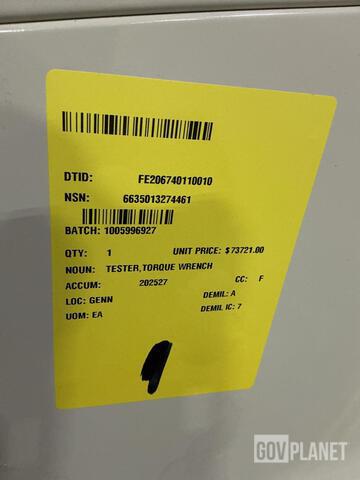 DTID: FE206740110010
NSN: 6635013274461
BATCH: 1005996927
QTY: 1 UNIT PRICE: $73721.00
NOUN: TESTER,TORQUE WRENCH
ACCUM: 202527 CC: F
LOC: GENN DEMIL: A
UOM: EA DEMIL IC: 7
GOVPLANET